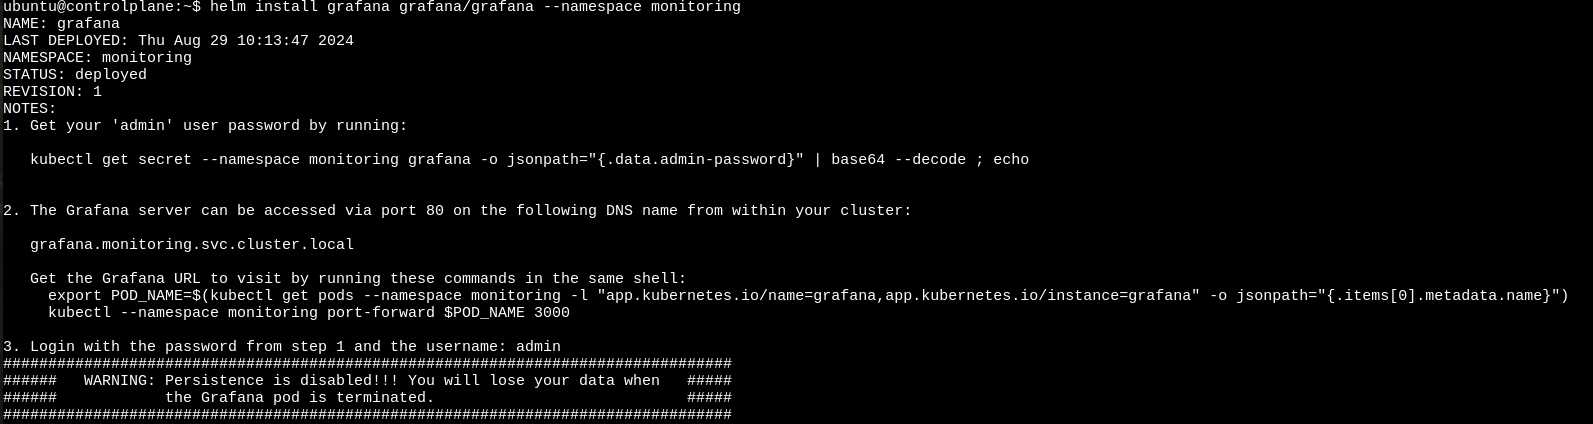 ubuntu@controlplane:~$ helm install grafana grafana/grafana --namespace monitoring
NAME: grafana
LAST DEPLOYED: Thu Aug 29 10:13:47 2024
NAMESPACE: monitoring
STATUS: deployed
REVISION: 1
NOTES:
1. Get your 'admin' user password by running:

   kubectl get secret --namespace monitoring grafana -o jsonpath="{.data.admin-password}" | base64 --decode ; echo


2. The Grafana server can be accessed via port 80 on the following DNS name from within your cluster:

   grafana.monitoring.svc.cluster.local

   Get the Grafana URL to visit by running these commands in the same shell:
     export POD_NAME=$(kubectl get pods --namespace monitoring -l "app.kubernetes.io/name=grafana,app.kubernetes.io/instance=grafana" -o jsonpath="{.items[0].metadata.name}")
     kubectl --namespace monitoring port-forward $POD_NAME 3000

3. Login with the password from step 1 and the username: admin
#################################################################################
######   WARNING: Persistence is disabled!!! You will lose your data when   #####
######            the Grafana pod is terminated.                            #####
#################################################################################